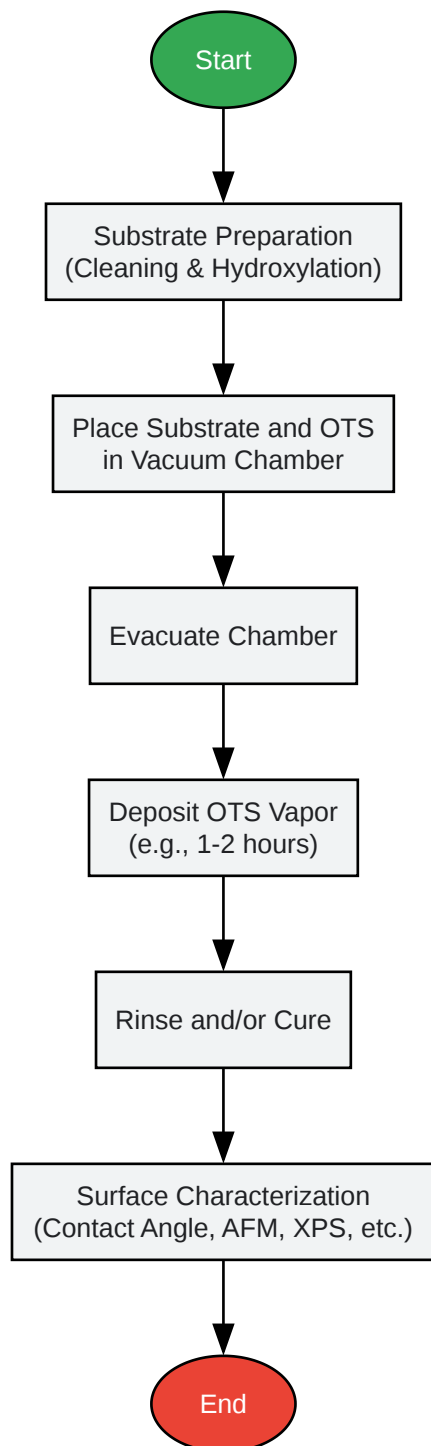 Start
Substrate Preparation
(Cleaning & Hydroxylation)
Place Substrate and OTS
in Vacuum Chamber
Evacuate Chamber
Deposit OTS Vapor
(e.g., 1-2 hours)
Rinse and/or Cure
Surface Characterization
(Contact Angle, AFM, XPS, etc.)
End